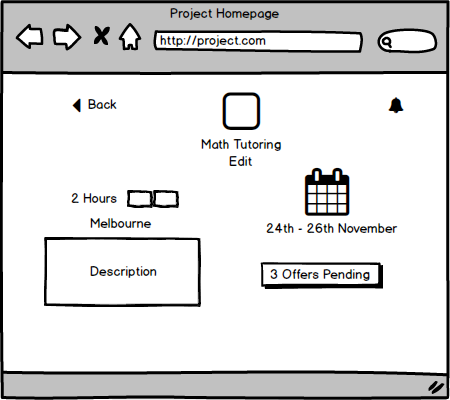 Project Homepage
http://project.com
Back
Math Tutoring
Edit
2 Hours
Melbourne
24th - 26th November
Description
3 Offers Pending